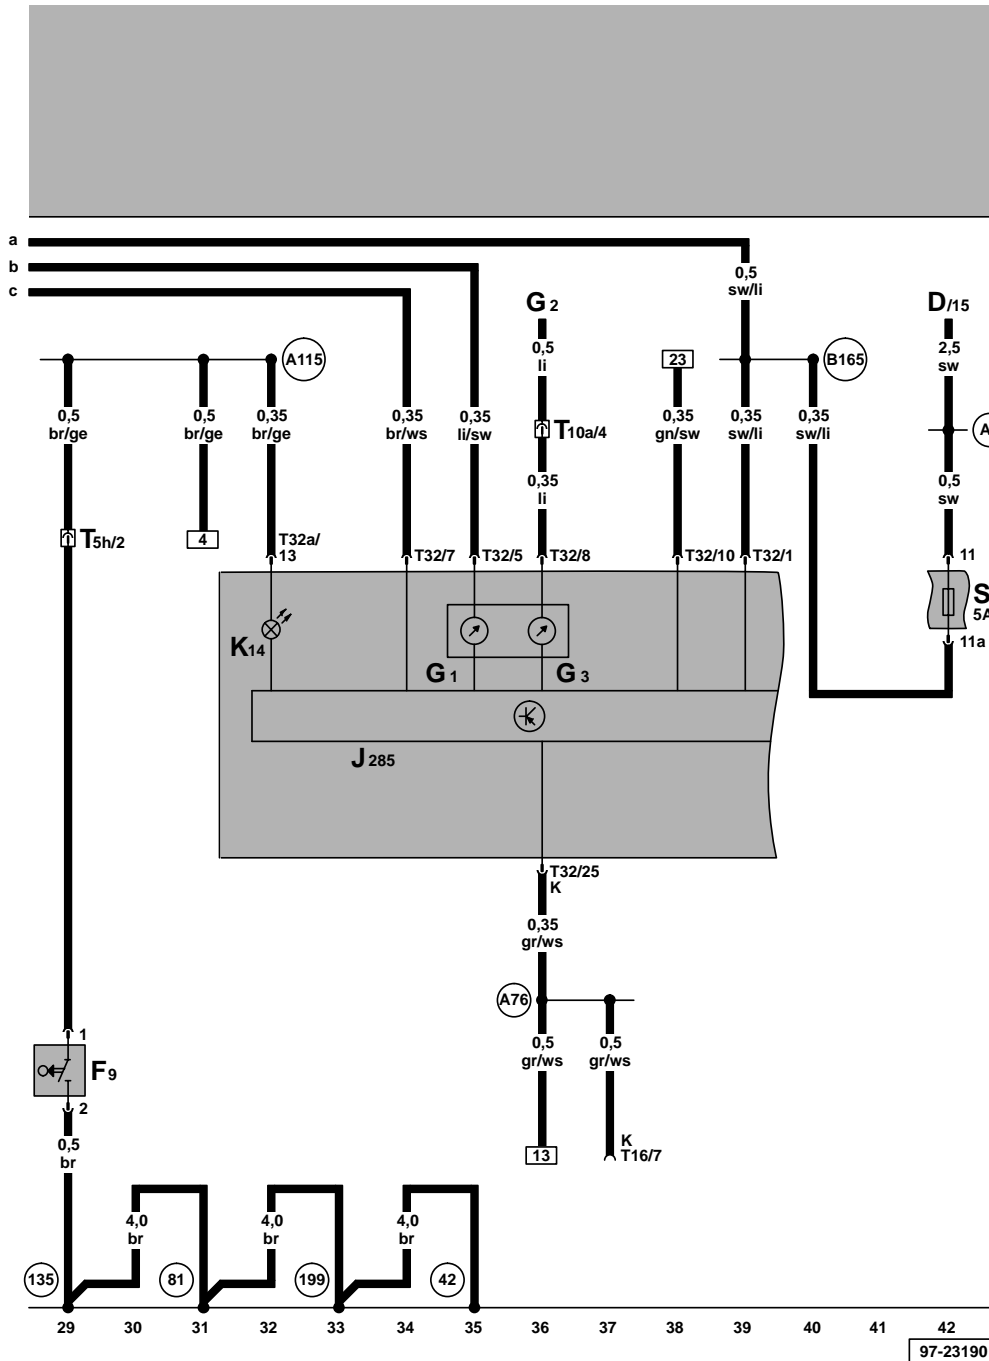 a
b
c
0,5
sw/li
G 2
D/15
0,5
li
2,5
sw
A115
23
B165
0,5
br/ge
0,5
br/ge
0,35
br/ge
0,35
br/ws
0,35
li/sw
T10a/4
0,35
gn/sw
0,35
sw/li
0,35
sw/li
A
0,35
li
0,5
sw
T5h/2
4
T32a/
13
T32/7
T32/5
T32/8
T32/10
T32/1
11
S
5A
11a
K14
G 1
G 3
J 285
T32/25
K
0,35
gr/ws
A76
0,5
gr/ws
0,5
gr/ws
1
F9
2
0,5
br
13
K
T16/7
4,0
br
4,0
br
4,0
br
135
81
199
42
29 30 31 32 33 34 35 36 37 38 39 40 41 42
97-23190